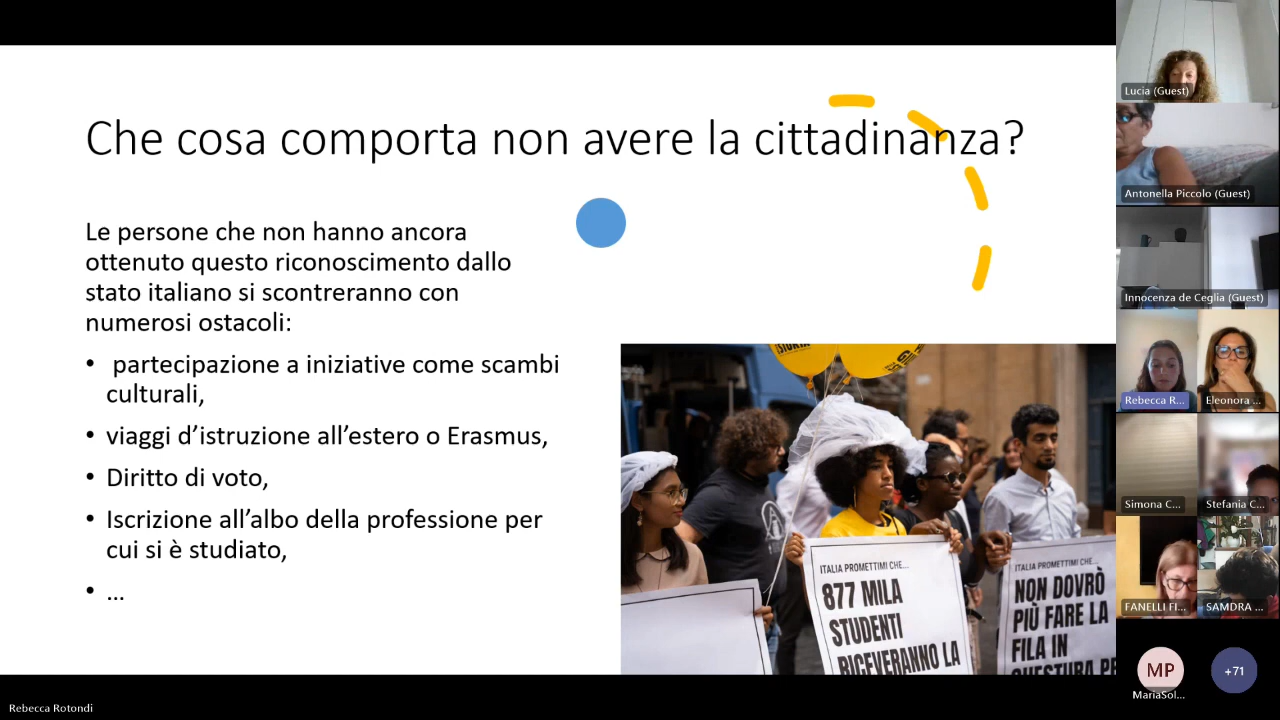 Che cosa comporta non avere la cittadinanza?
Le persone che non hanno ancora
ottenuto questo riconoscimento dallo
stato italiano si scontreranno con
numerosi ostacoli:
• partecipazione a iniziative come scambi
culturali,
• viaggi d'istruzione all'estero o Erasmus,
• Diritto di voto,
• Iscrizione all'albo della professione per
cui si è studiato,
• ...
ITALIA PROMETTIMI CHE...
877 MILA
STUDENTI
RICEVERANNO LA
ITALIA PROMETTIMI CHE...
NON DOVRÒ
PIÙ FARE LA
FILA IN
QUESTURA PE
Lucia (Guest)
Antonella Piccolo (Guest)
Innocenza de Ceglia (Guest)
Rebecca R...
Eleonora ...
Simona C...
Stefania C...
FANELLI FI...
SAMDRA ...
MP
MariaSol...
+71
Rebecca Rotondi